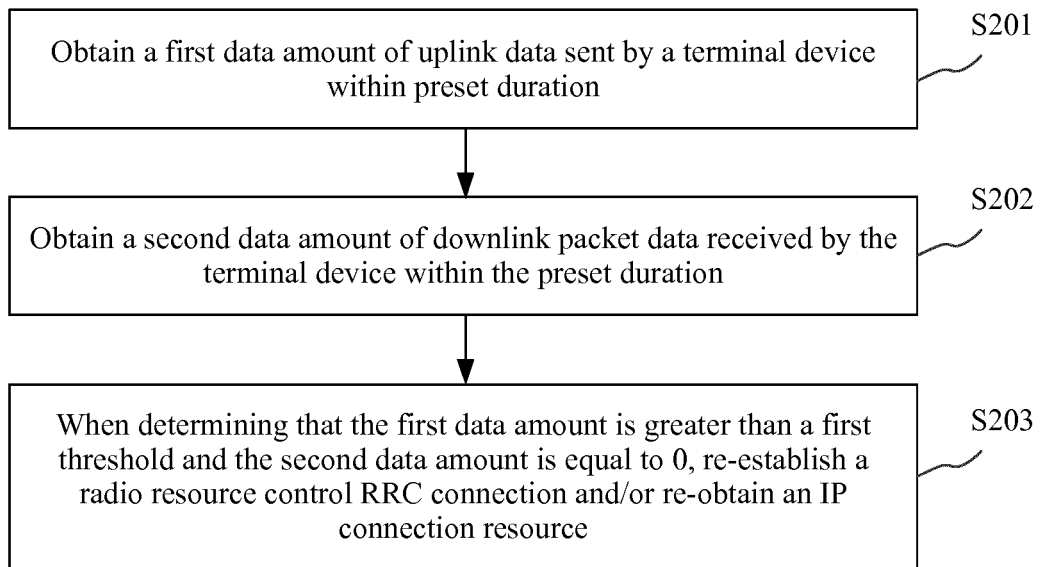 S201
Obtain a first data amount of uplink data sent by a terminal device
within preset duration
S202
Obtain a second data amount of downlink packet data received by the
terminal device within the preset duration
S203
When determining that the first data amount is greater than a first
threshold and the second data amount is equal to 0, re-establish a
radio resource control RRC connection and/or re-obtain an IP
connection resource